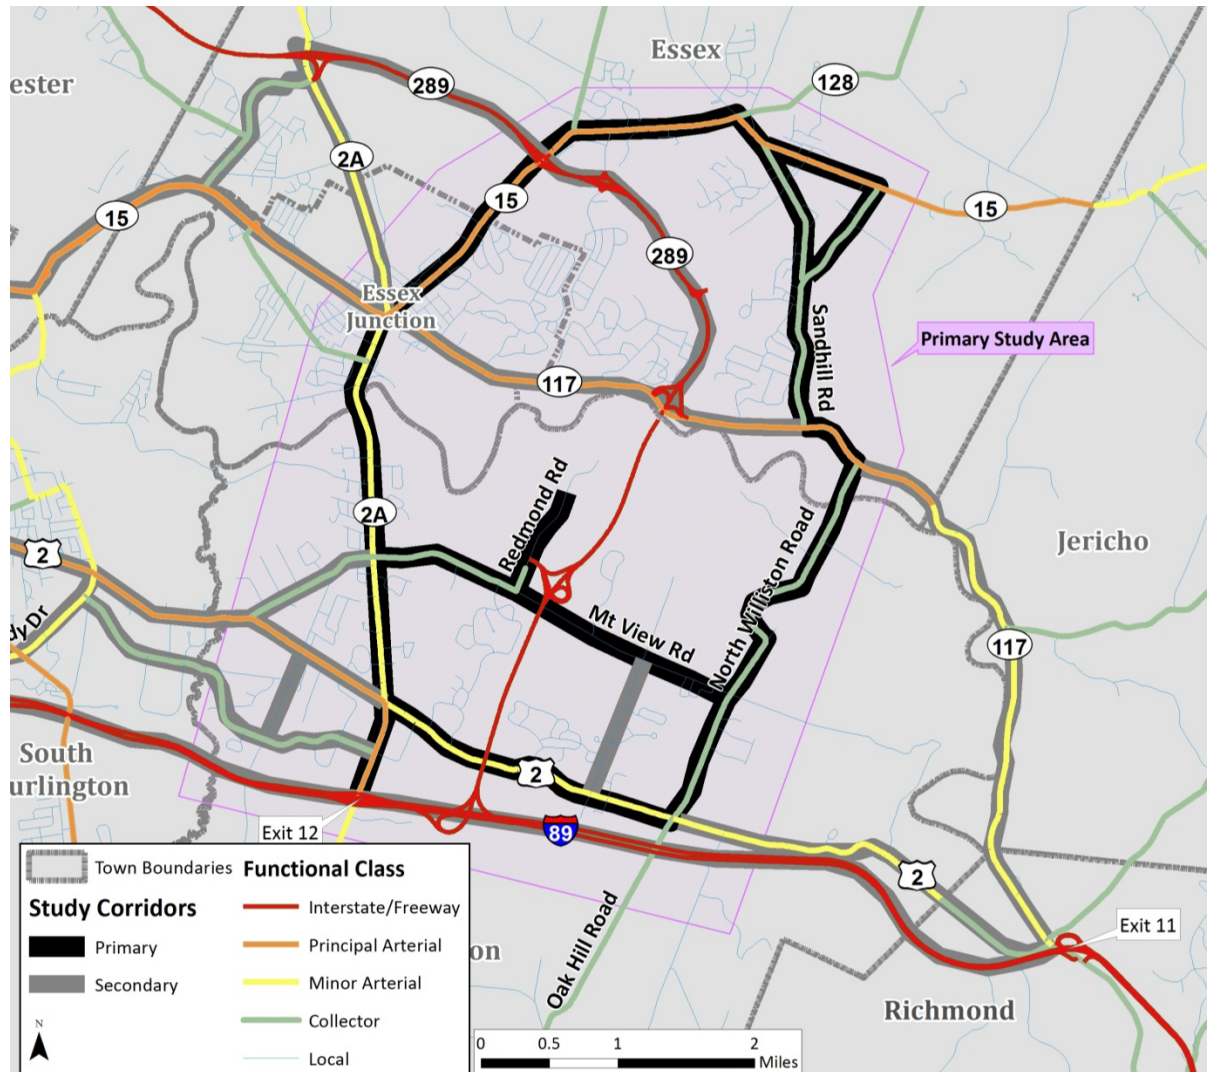 Essex
128
289
ester
2A
15
15
15
289
Essex
Junction
Sandhill Rd
Primary Study Area
117
Redmond Rd
2A
North Williston Road
Jericho
2
dy Dr
Mt View Rd
117
South
urlington
2
Exit 12
89
2
Exit 11
on
Oak Hill Road
Richmond
Town Boundaries
Study Corridors
Primary
Secondary
N
Functional Class
Interstate/Freeway
Principal Arterial
Minor Arterial
Collector
Local
0 0.5 1 2
Miles